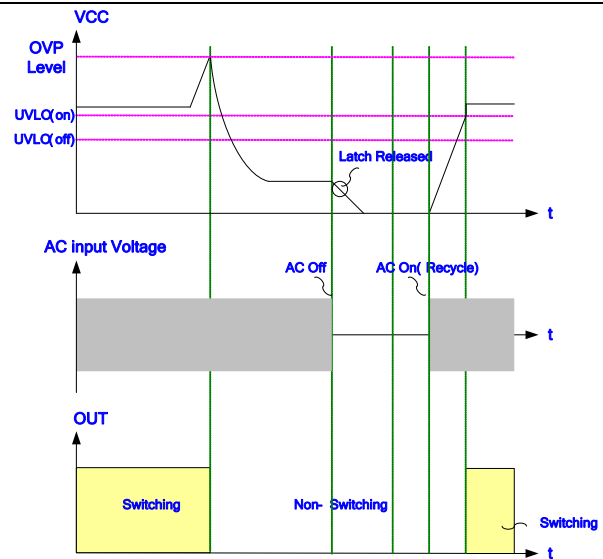 VCC
OVP
Level
UVLO(on)
UVLO(off)
Latch Released
t
AC input Voltage
AC Off
AC On( Recycle)
t
OUT
Switching
Non- Switching
Switching
t